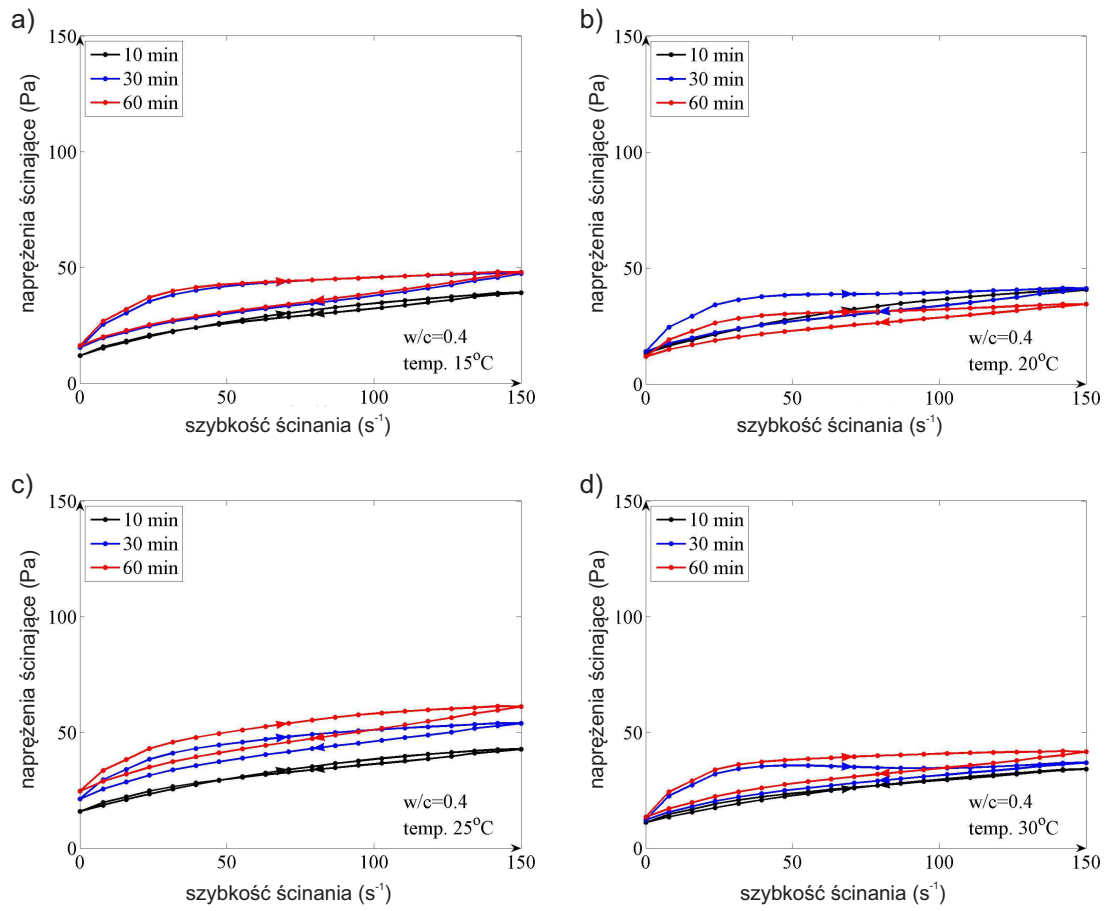 a)
150
10 min
30 min
60 min
100
50
0
naprężenia ścinające (Pa)
w/c=0.4
temp. 15°C
0
50
100
150
szybkość ścinania (s⁻¹)
b)
150
10 min
30 min
60 min
100
50
0
naprężenia ścinające (Pa)
w/c=0.4
temp. 20°C
0
50
100
150
szybkość ścinania (s⁻¹)
c)
150
10 min
30 min
60 min
100
50
0
naprężenia ścinające (Pa)
w/c=0.4
temp. 25°C
0
50
100
150
szybkość ścinania (s⁻¹)
d)
150
10 min
30 min
60 min
100
50
0
naprężenia ścinające (Pa)
w/c=0.4
temp. 30°C
0
50
100
150
szybkość ścinania (s⁻¹)